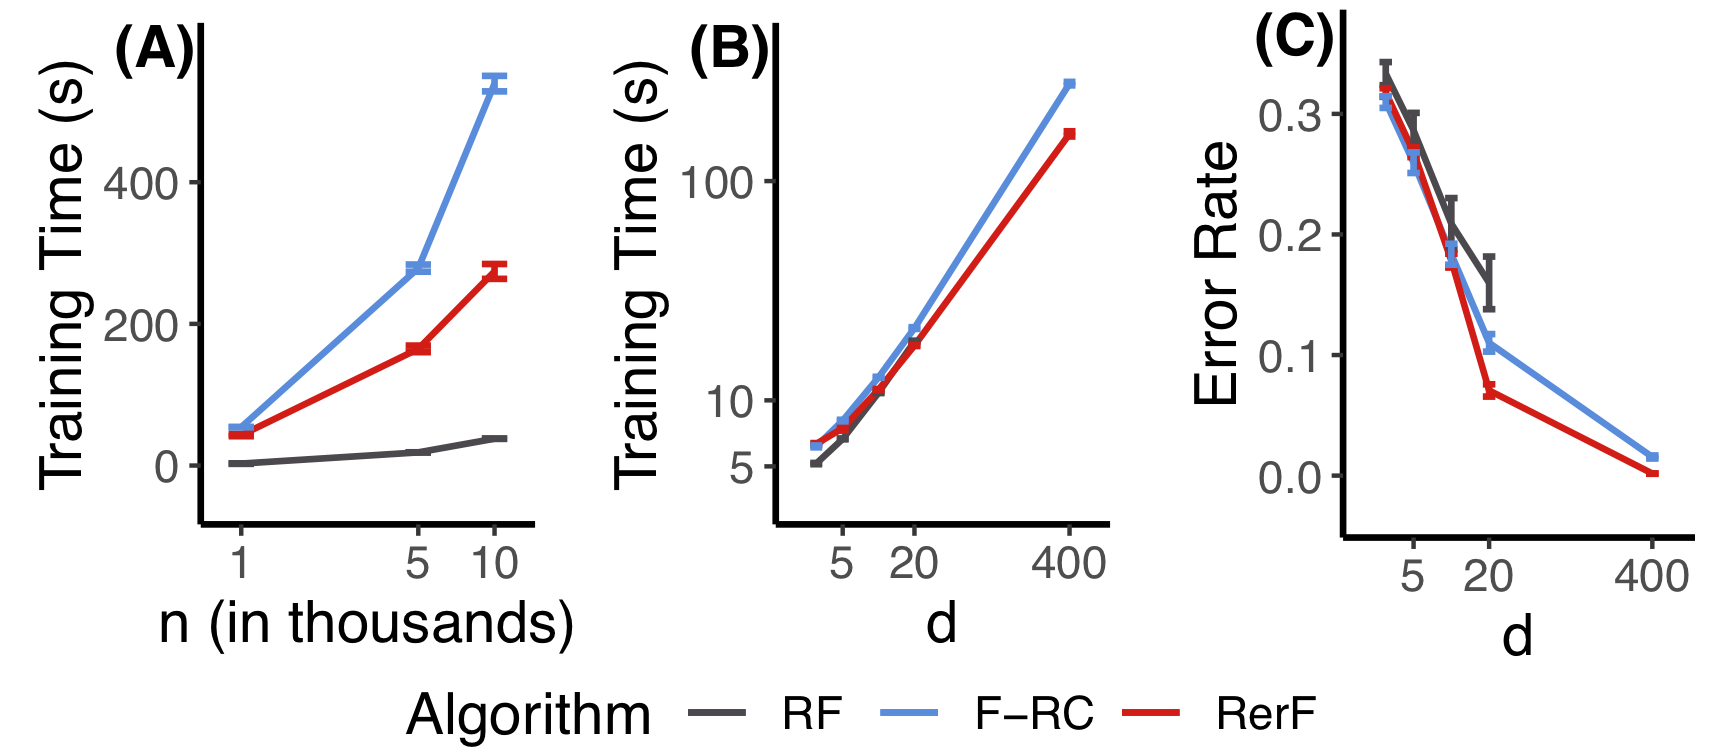 (A)
Training Time (s)
400
200
0
1 5 10
n (in thousands)
(B)
Training Time (s)
100
10
5
5 20 400
d
(C)
Error Rate
0.3
0.2
0.1
0.0
5 20 400
d
Algorithm RF F−RC RerF